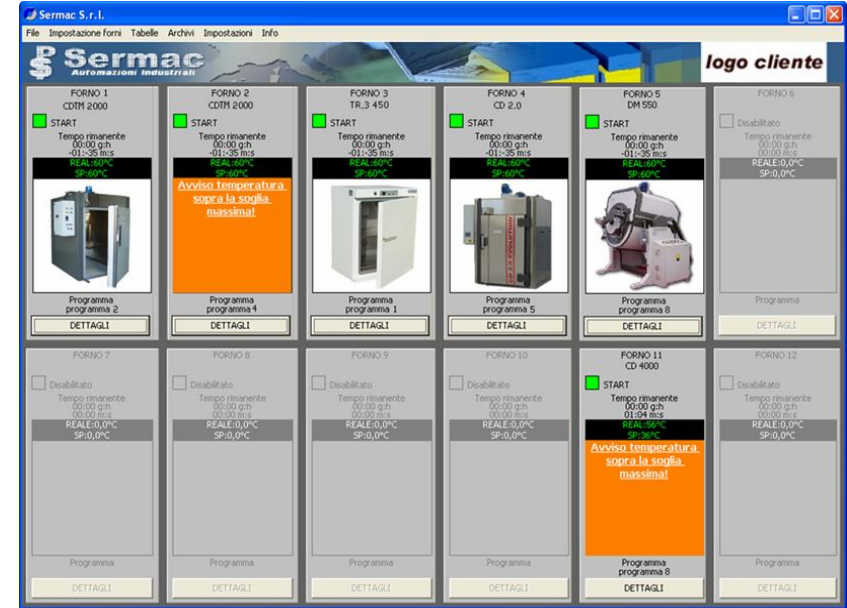 Sermac S.r.l.
File Impostazione forni Tabelle Archivi Impostazioni Info
Sermac
Automazioni Industriali
logo cliente
FORNO 1
CDTM 2000
START
Tempo rimanente
00:00 g:h
-01:-35 m:s
REAL:60°C
SP:60°C
Programma
programma 2
DETTAGLI
FORNO 2
CDTM 2000
START
Tempo rimanente
00:00 g:h
-01:-35 m:s
REAL:60°C
SP:60°C
Avviso temperatura
sopra la soglia
massima!
Programma
programma 4
DETTAGLI
FORNO 3
TR.3 450
START
Tempo rimanente
00:00 g:h
-01:-35 m:s
REAL:60°C
SP:60°C
Programma
programma 1
DETTAGLI
FORNO 4
CD 2.0
START
Tempo rimanente
00:00 g:h
-01:-35 m:s
REAL:60°C
SP:60°C
CD 2.0 EVOLUTION
Programma
programma 5
DETTAGLI
FORNO 5
DM 550
START
Tempo rimanente
00:00 g:h
-01:-35 m:s
REAL:60°C
SP:60°C
Programma
programma 8
DETTAGLI
FORNO 6
Disabilitato
Tempo rimanente
00:00 g:h
00:00 m:s
REALE:0,0°C
SP:0,0°C
Programma
DETTAGLI
FORNO 7
Disabilitato
Tempo rimanente
00:00 g:h
00:00 m:s
REALE:0,0°C
SP:0,0°C
Programma
DETTAGLI
FORNO 8
Disabilitato
Tempo rimanente
00:00 g:h
00:00 m:s
REALE:0,0°C
SP:0,0°C
Programma
DETTAGLI
FORNO 9
Disabilitato
Tempo rimanente
00:00 g:h
00:00 m:s
REALE:0,0°C
SP:0,0°C
Programma
DETTAGLI
FORNO 10
Disabilitato
Tempo rimanente
00:00 g:h
00:00 m:s
REALE:0,0°C
SP:0,0°C
Programma
DETTAGLI
FORNO 11
CD 4000
START
Tempo rimanente
00:00 g:h
01:04 m:s
REAL:56°C
SP:36°C
Avviso temperatura
sopra la soglia
massima!
Programma
programma 8
DETTAGLI
FORNO 12
Disabilitato
Tempo rimanente
00:00 g:h
00:00 m:s
REALE:0,0°C
SP:0,0°C
Programma
DETTAGLI